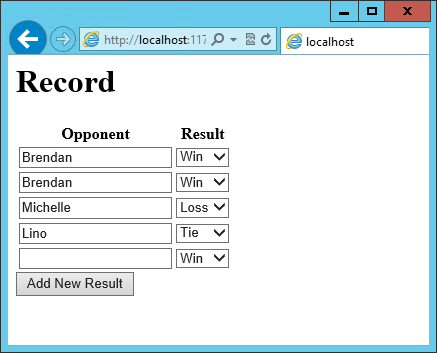 http://localhost:117
localhost
Record
Opponent Result
Brendan Win
Brendan Win
Michelle Loss
Lino Tie
Win
Add New Result